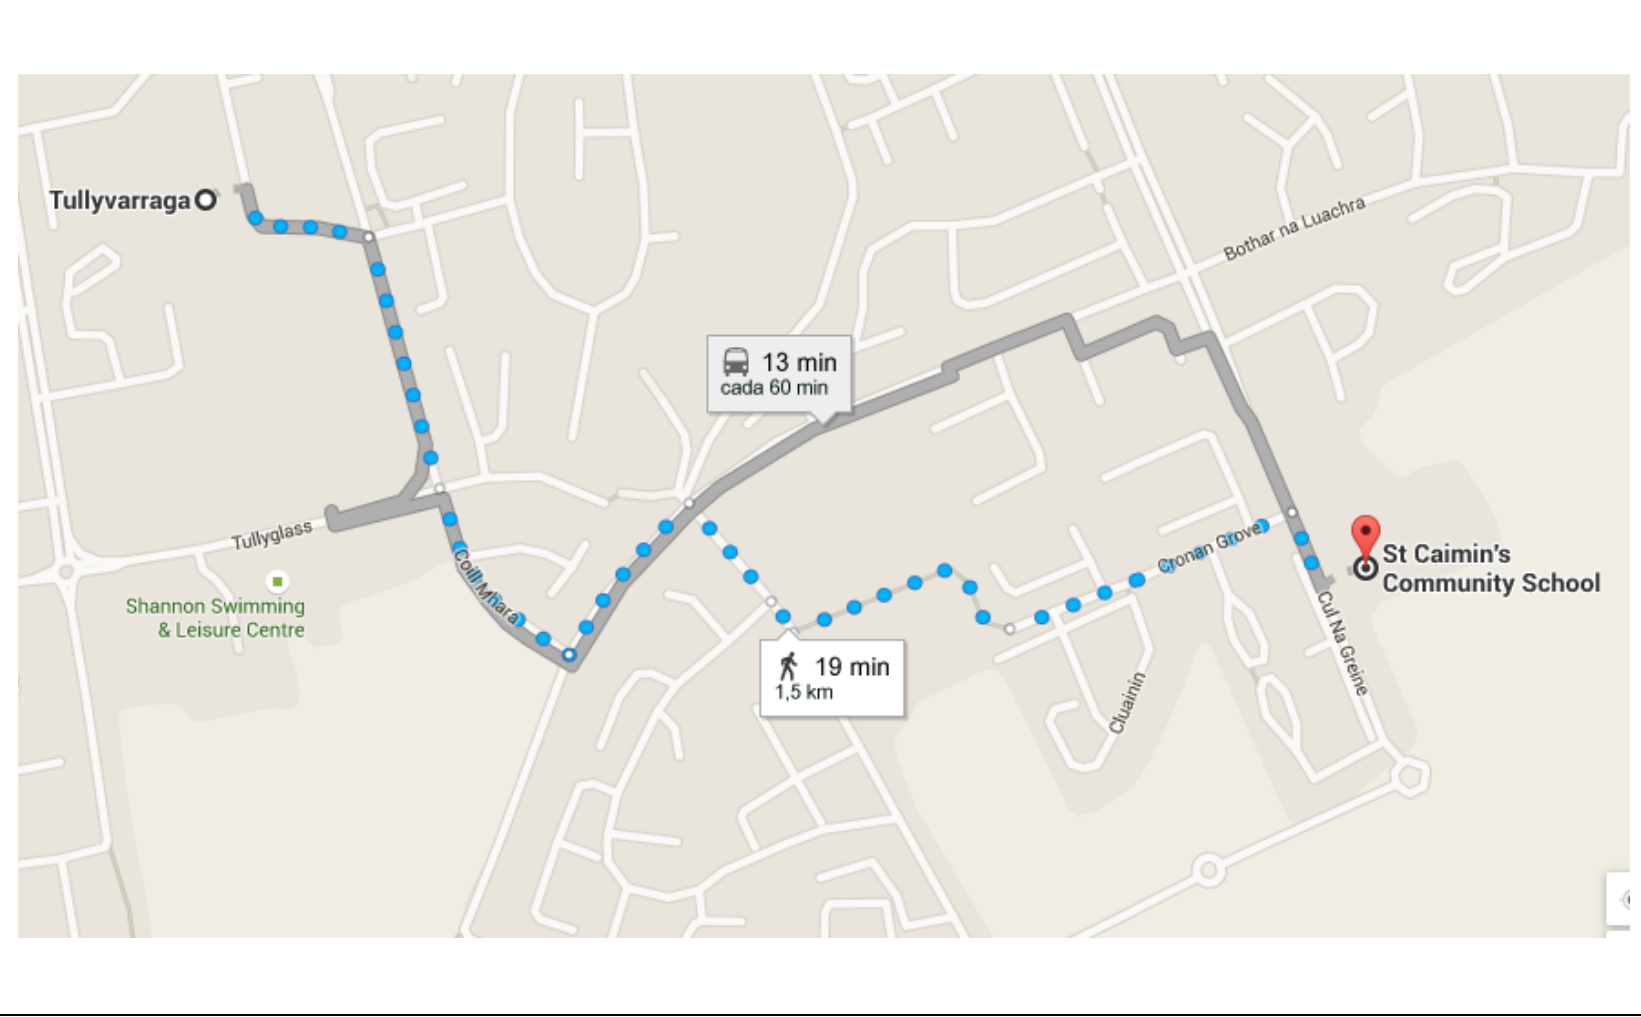 Tullyvarraga
Bothar na Luachra
13 min
cada 60 min
Tullyglass
Coill Mhara
Cronan Grove
St Caimin's
Community School
Shannon Swimming
& Leisure Centre
Cul Na Greine
19 min
1,5 km
Cluainin